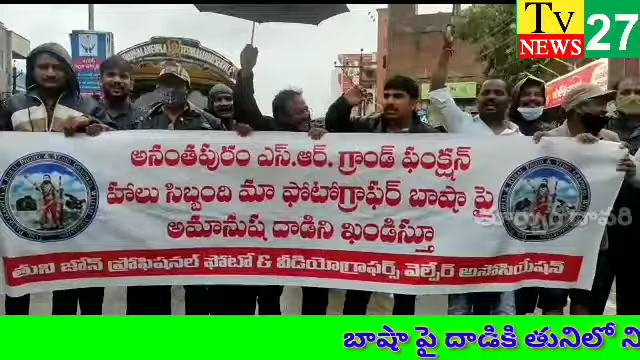 Tv
NEWS
27
అనంతపురం ఎస్.ఆర్. గ్రాండ్ ఫంక్షన్
హాలు సిబ్బంది మా ఫోటోగ్రాఫర్ బాషా పై
అమానుష దాడిని ఖండిస్తూ
తుని జోన్ ప్రొఫిషనల్ ఫోటో & వీడియోగ్రాఫర్స్ వెల్ఫేర్ అసోసియేషన్
బాషా పై దాడికి తునిలో ని